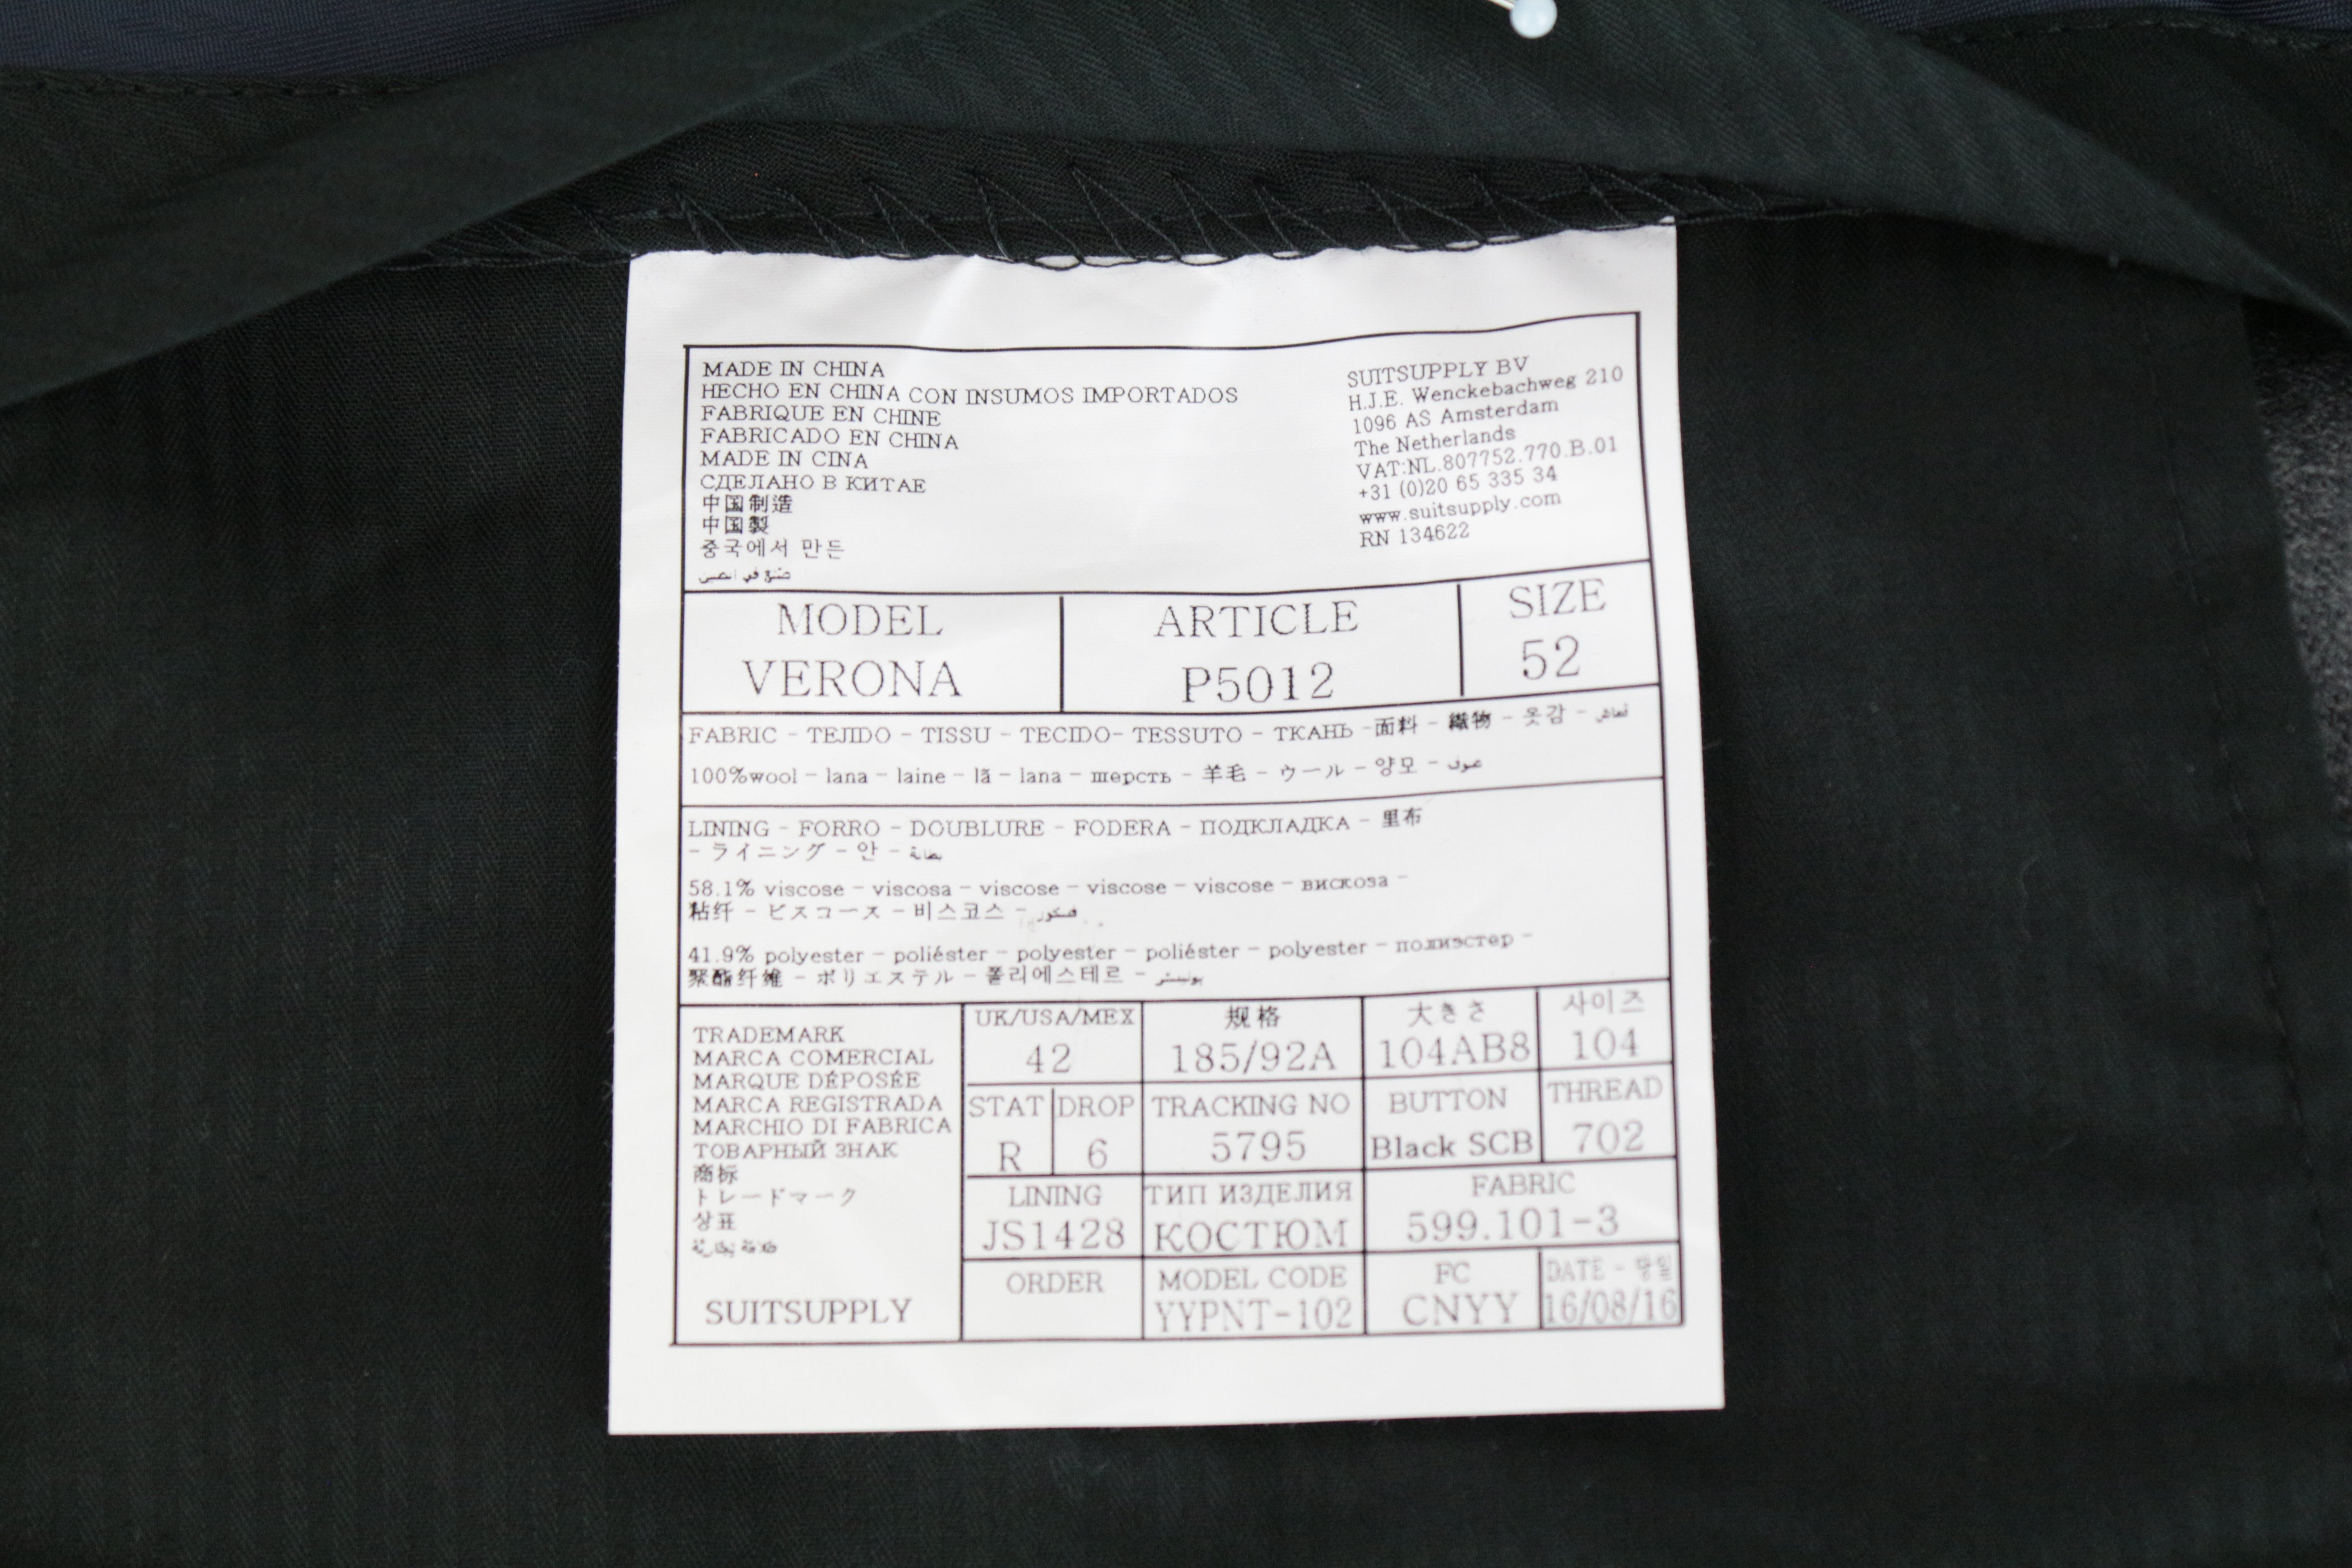 MADE IN CHINA
HECHO EN CHINA CON INSUMOS IMPORTADOS
FABRIQUE EN CHINE
FABRICADO EN CHINA
MADE IN CINA
СДЕЛАНО В КИТАЕ
中国制造
中国製
중국에서 만든
SUITSUPPLY BV
H.J.E. Wenckebachweg 210
1096 AS Amsterdam
The Netherlands
VAT:NL.807752.770.B.01
+31 (0)20 65 335 34
www.suitsupply.com
RN 134622
MODEL
VERONA
ARTICLE
P5012
SIZE
52
FABRIC - TEJIDO - TISSU - TECIDO- TESSUTO - ТКАНЬ -面料 - 織物 - 옷감 - قماش
100%wool - lana - laine - lã - lana - шерсть - 羊毛 - ウール - 양모 - صوف
LINING - FORRO - DOUBLURE - FODERA - ПОДКЛАДКА - 里布
- ライニング - 안 - بطانة
58.1% viscose - viscosa - viscose - viscose - viscose - вискоза -
粘纤 - ビスコース - 비스코스 -
41.9% polyester - poliéster - polyester - poliéster - polyester - полиэстер -
聚酯纤维 - ポリエステル - 폴리에스테르 -
TRADEMARK
MARCA COMERCIAL
MARQUE DÉPOSÉE
MARCA REGISTRADA
MARCHIO DI FABRICA
ТОВАРНЫЙ ЗНАК
商标
トレードマーク
상표
SUITSUPPLY
UK/USA/MEX
42
规格
185/92A
大きさ
104AB8
사이즈
104
STAT
R
DROP
6
TRACKING NO
5795
BUTTON
Black SCB
THREAD
702
LINING
JS1428
ТИП ИЗДЕЛИЯ
КОСТЮМ
FABRIC
599.101-3
ORDER
MODEL CODE
YYPNT-102
FC
CNYY
DATE -
16/08/16